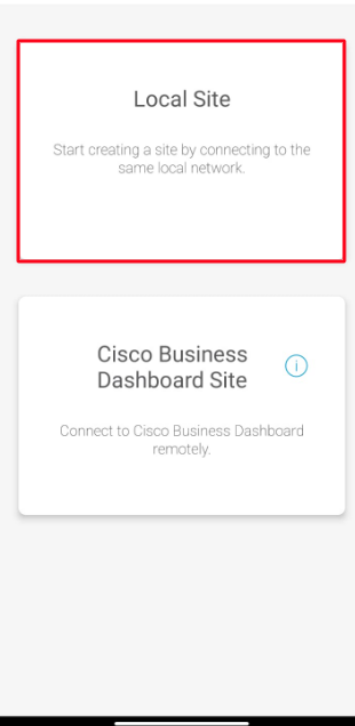 Local Site
Start creating a site by connecting to the
same local network.
Cisco Business
Dashboard Site
i
Connect to Cisco Business Dashboard
remotely.